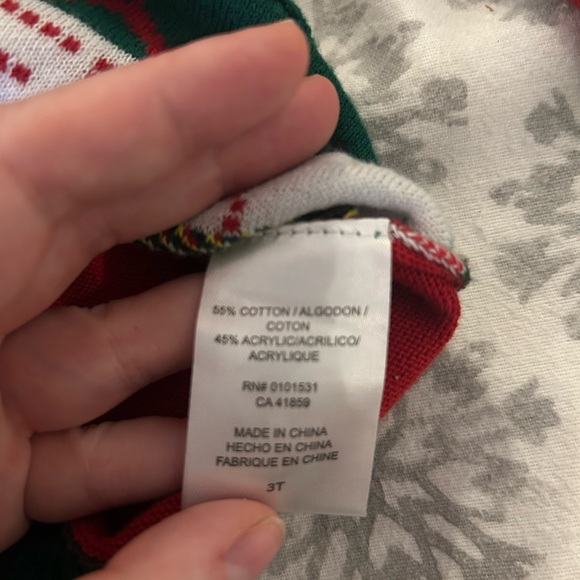 55% COTTON / ALGODON /
COTON
45% ACRYLIC/ACRILICO/
ACRYLIQUE
RN# 0101531
CA 41859
MADE IN CHINA
HECHO EN CHINA
FABRIQUE EN CHINE
3T